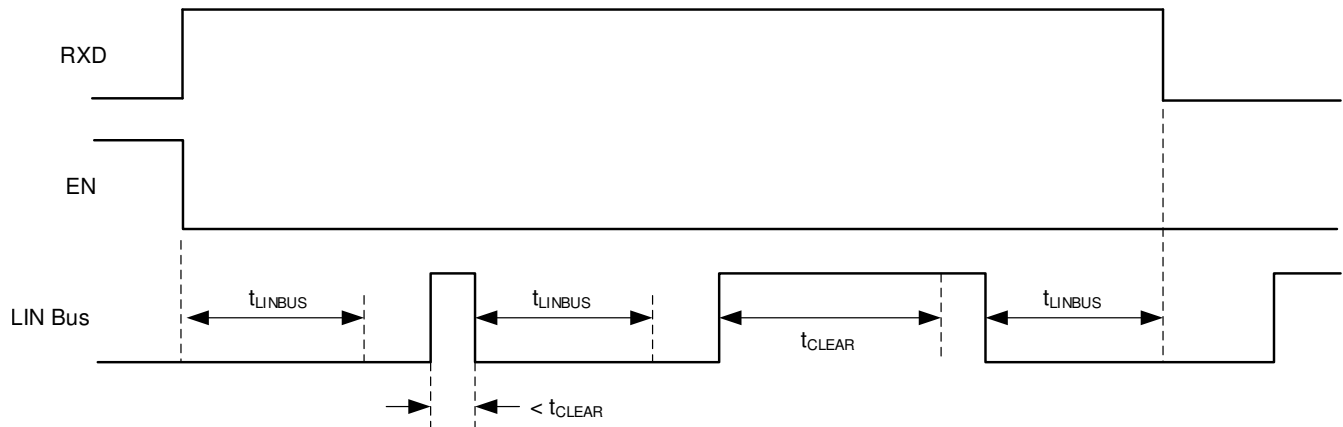 RXD
EN
LIN Bus
tLINBUS
tLINBUS
tCLEAR
tLINBUS
< tCLEAR